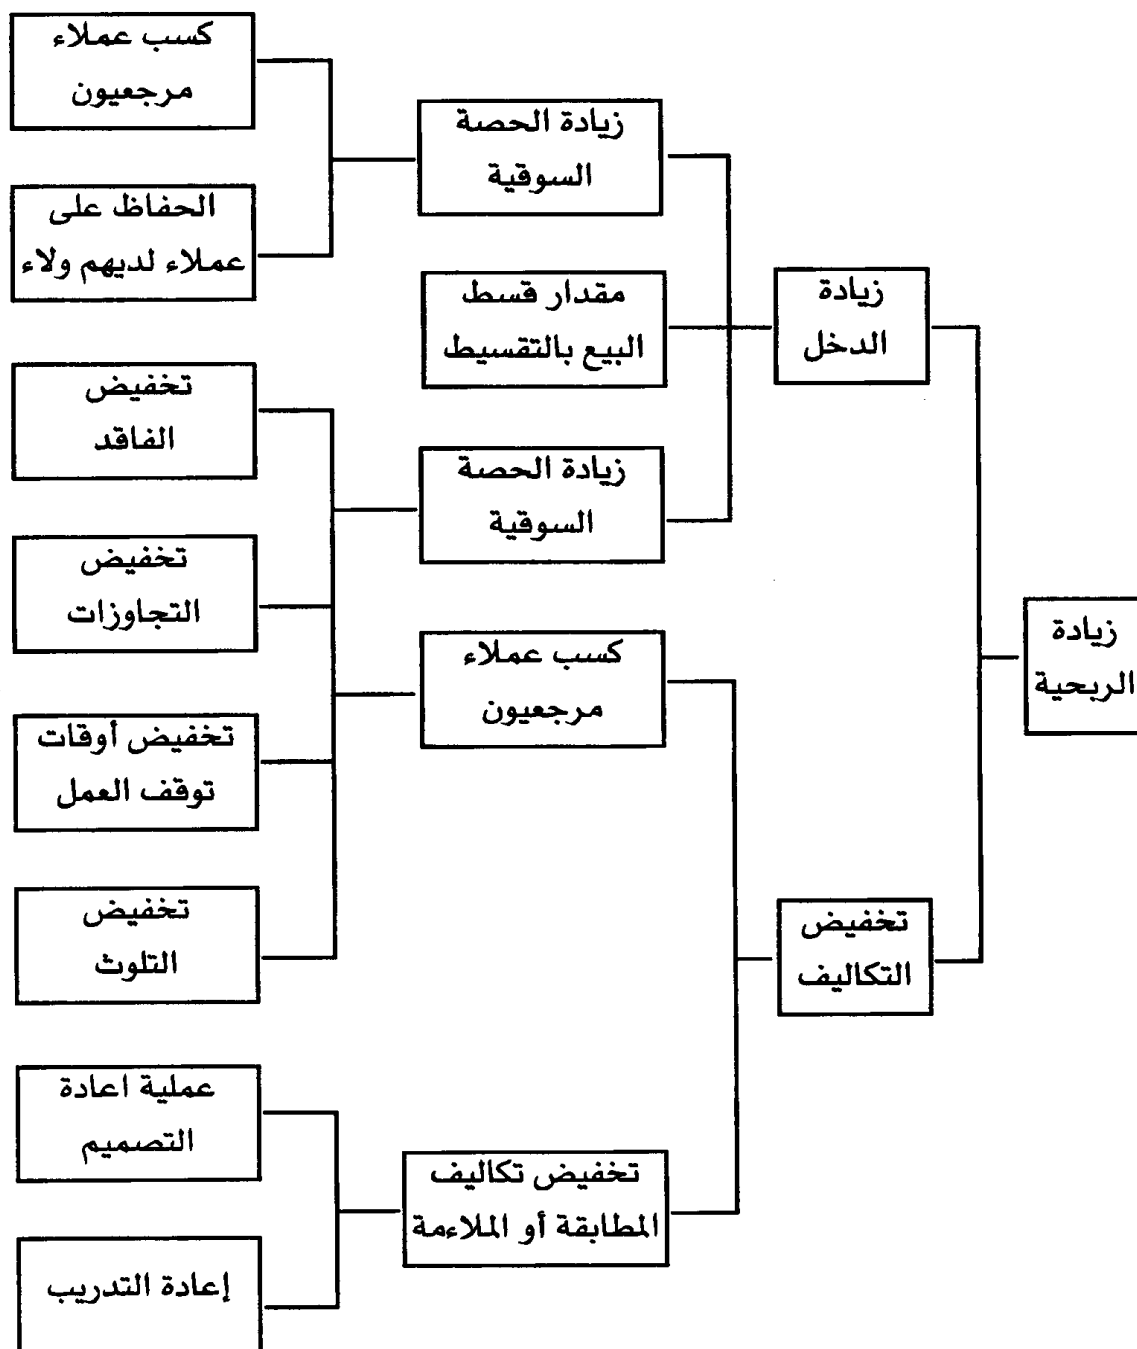 كسب عملاء
مرجعيون
زيادة الحصة
السوقية
الحفاظ على
عملاء لديهم ولاء
مقدار قسط
البيع بالتقسيط
زيادة
الدخل
تخفيض
الفاقد
زيادة الحصة
السوقية
تخفيض
التجاوزات
كسب عملاء
مرجعيون
زيادة
الربحية
تخفيض أوقات
توقف العمل
تخفيض
التلوث
تخفيض
التكاليف
عملية اعادة
التصميم
تخفيض تكاليف
المطابقة أو الملاءمة
إعادة التدريب